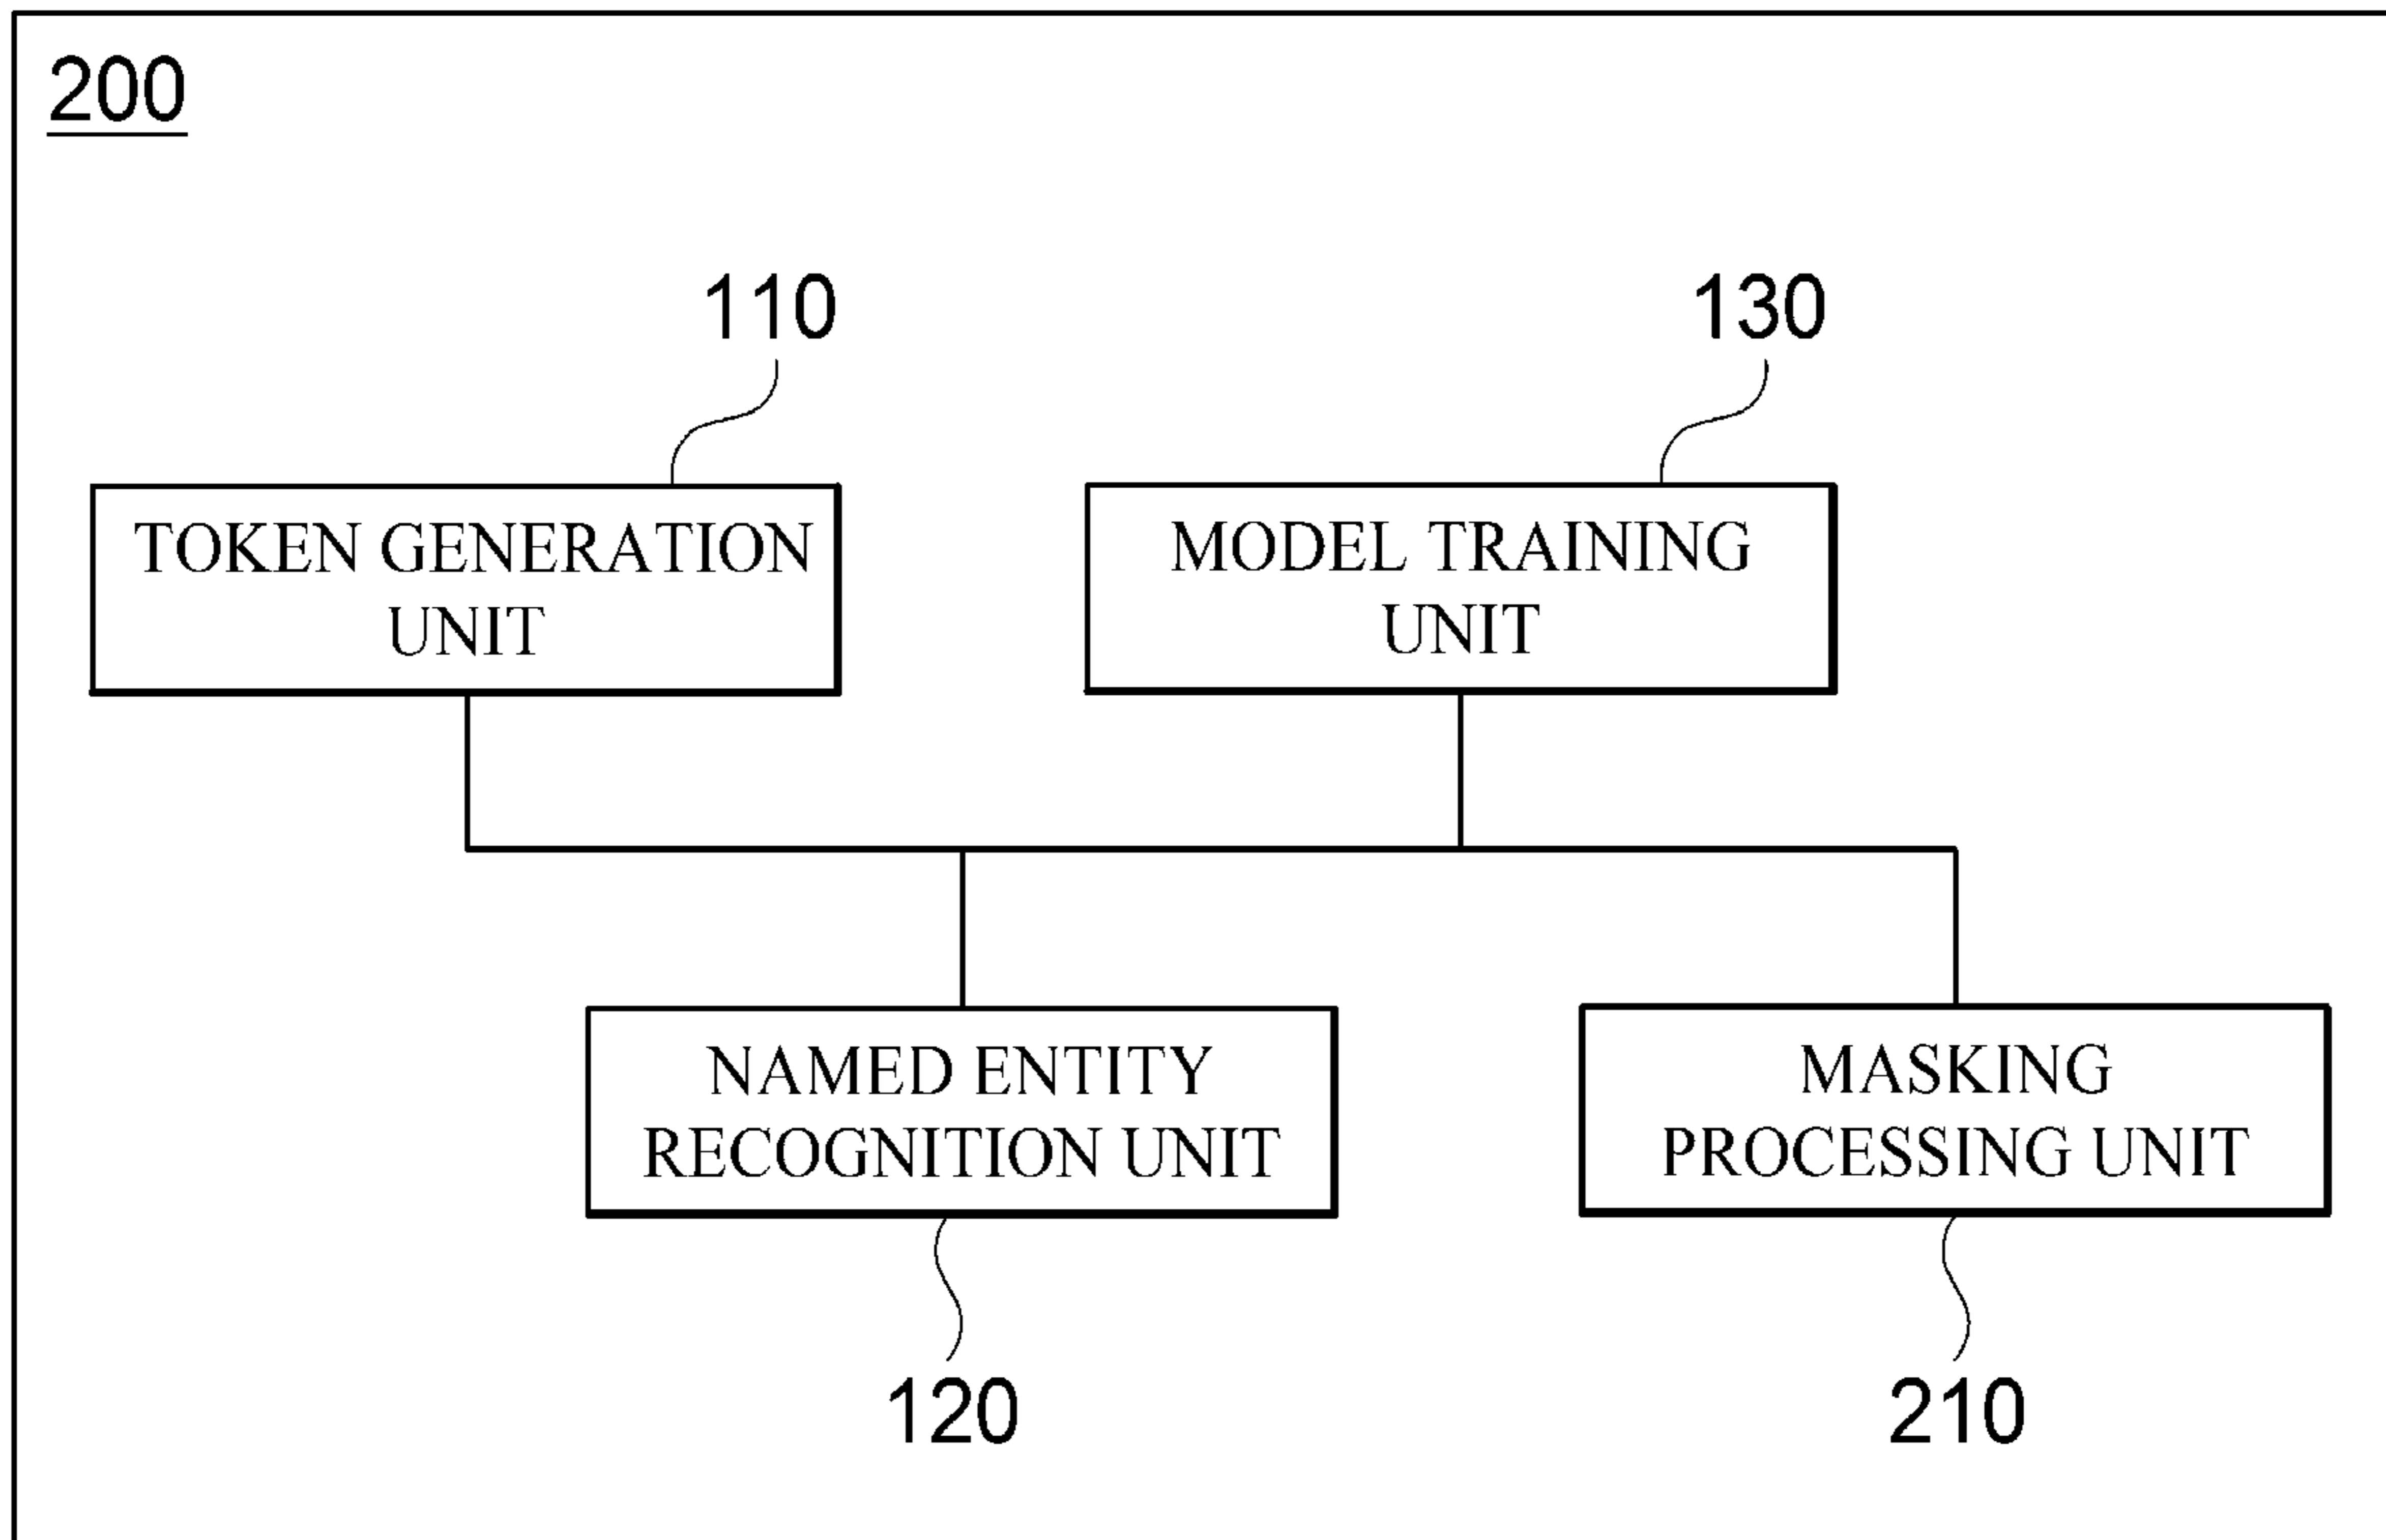 200
110
130
TOKEN GENERATION
UNIT
MODEL TRAINING
UNIT
NAMED ENTITY
RECOGNITION UNIT
MASKING
PROCESSING UNIT
120
210